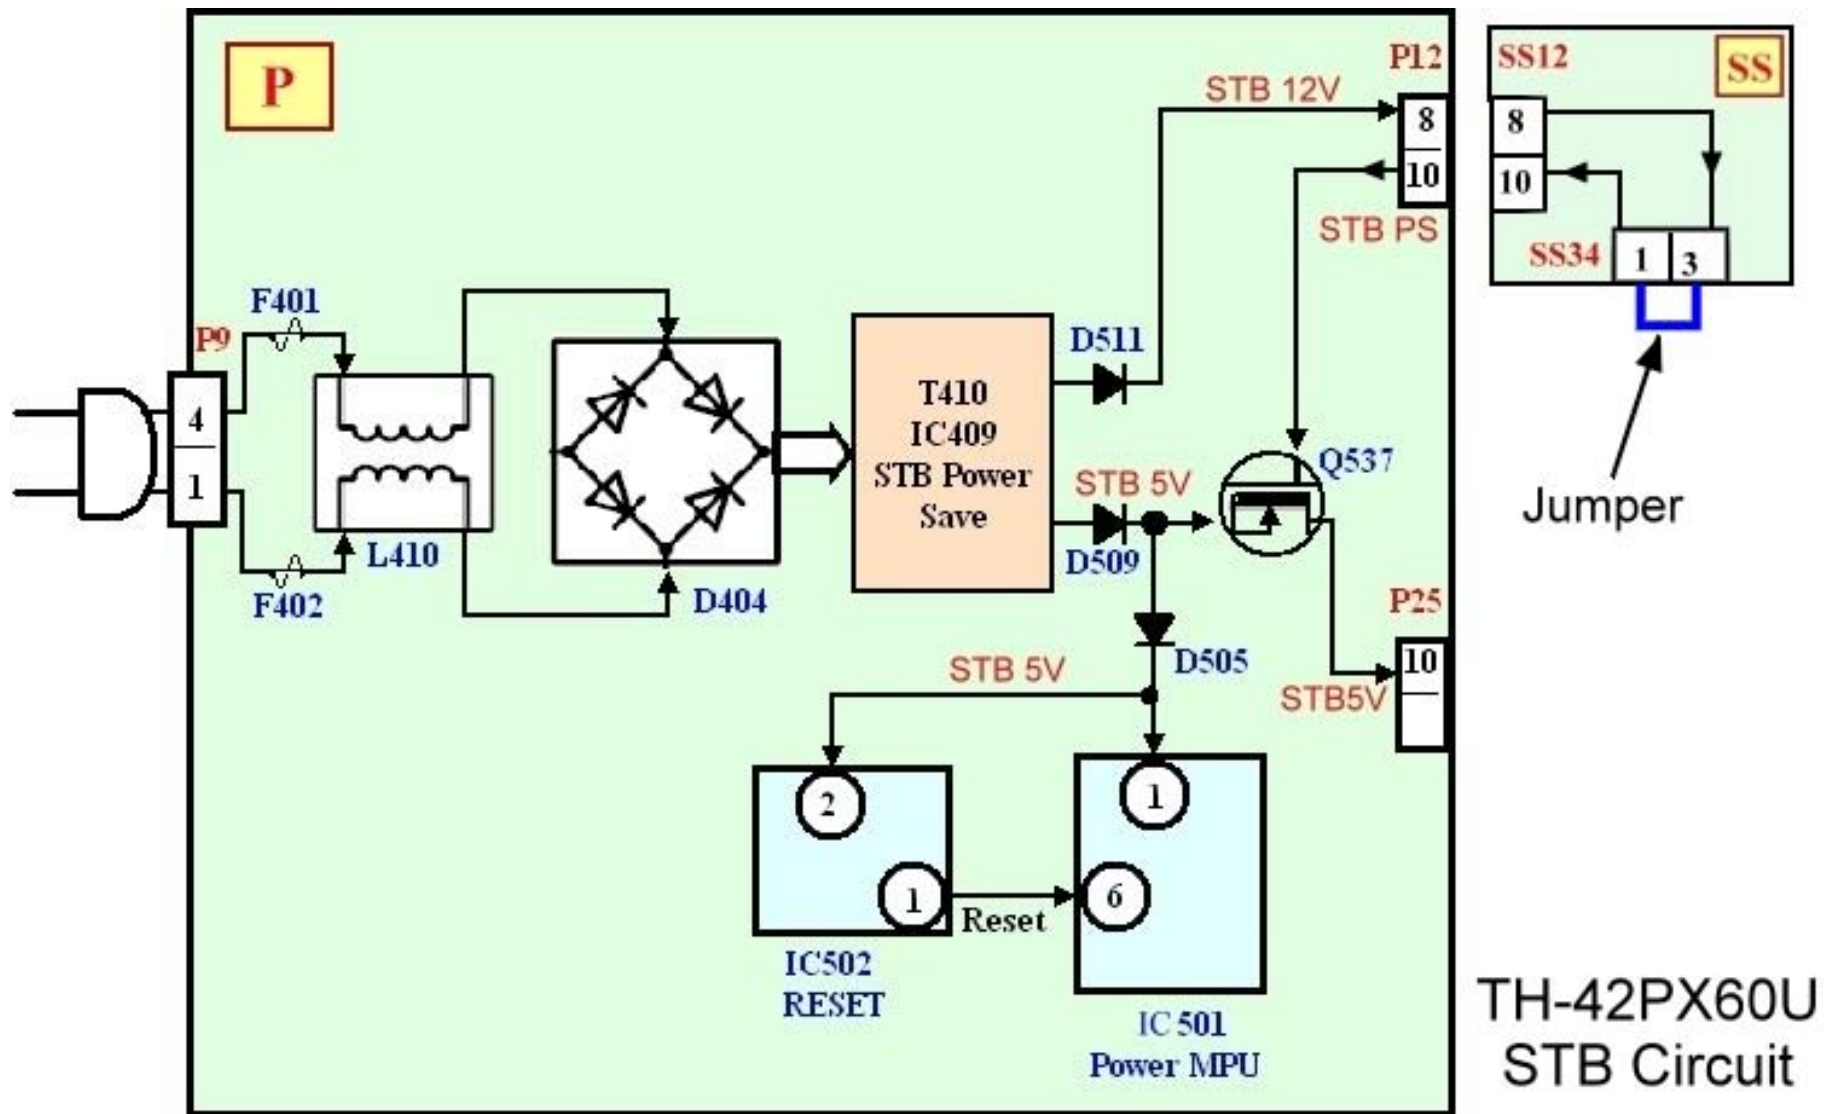 P
P12
STB 12V
8
10
STB PS
SS12
SS
8
10
SS34
1
3
Jumper
F401
P9
4
1
F402
L410
D404
T410
IC409
STB Power
Save
D511
STB 5V
D509
Q537
P25
10
STB5V
D505
STB 5V
2
1
Reset
1
6
IC502
RESET
IC 501
Power MPU
TH-42PX60U
STB Circuit